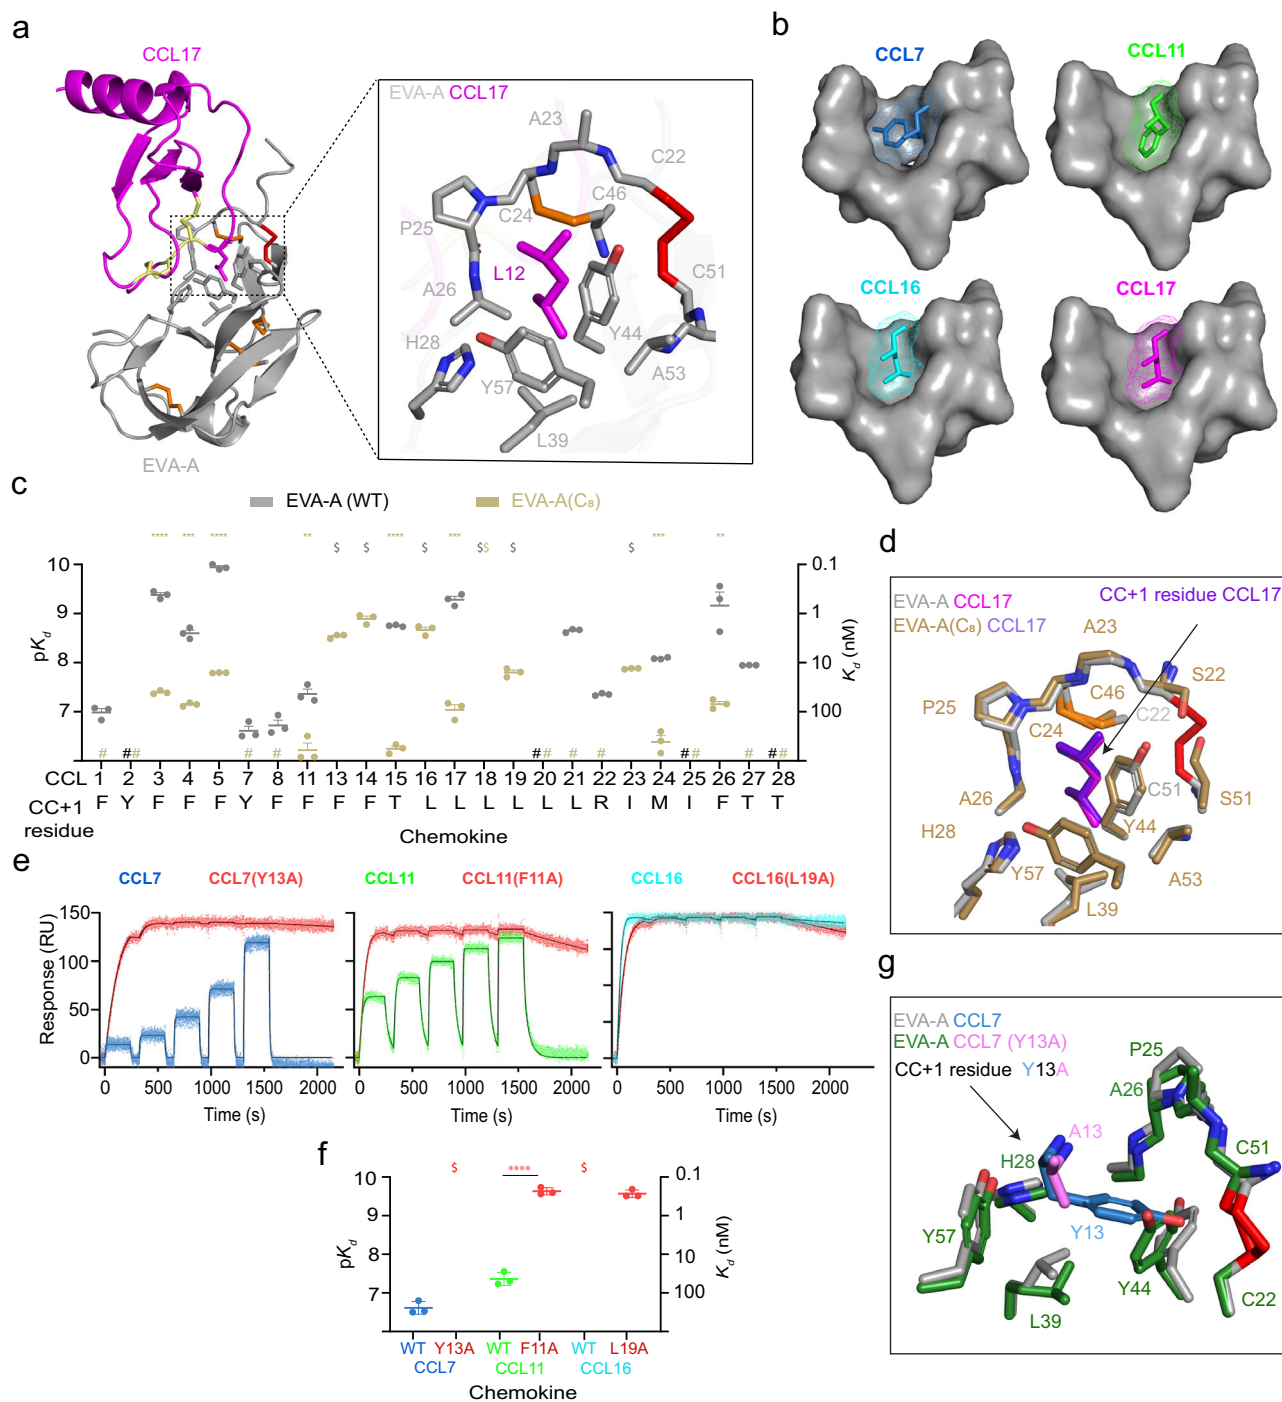 a
CCL17
EVA-A
EVA-A CCL17
A23
C22
C46
C24
P25
L12
C51
A26
Y44
H28
Y57
A53
L39
b
CCL7
CCL11
CCL16
CCL17
c
EVA-A (WT)
EVA-A(C₈)
**** *** **** ** **** *** *** **
$ $ $ $ $ $ $
10 0.1
9 1
8 10
7 100
pKd
Kd (nM)
# # # # # # # # # # # # # # #
CCL 1 2 3 4 5 7 8 11 13 14 15 16 17 18 19 20 21 22 23 24 25 26 27 28
CC+1 F Y F F F Y F F F F T L L L L L L R I M I F T T
residue
Chemokine
d
EVA-A CCL17
EVA-A(C₈) CCL17
CC+1 residue CCL17
A23
S22
P25
C46
C22
C24
A26
C51
S51
H28
Y44
Y57
A53
L39
e
CCL7 CCL7(Y13A)
CCL11 CCL11(F11A)
CCL16 CCL16(L19A)
Response (RU)
150
100
50
0
0 500 1000 1500 2000
0 500 1000 1500 2000
0 500 1000 1500 2000
Time (s) Time (s) Time (s)
f
$ **** $
10 0.1
9 1
8 10
7 100
pKd
Kd (nM)
WT Y13A WT F11A WT L19A
CCL7 CCL11 CCL16
Chemokine
g
EVA-A CCL7
EVA-A CCL7 (Y13A)
CC+1 residue Y13A
P25
A26
A13
H28
C51
Y57
Y13
Y44
L39
C22